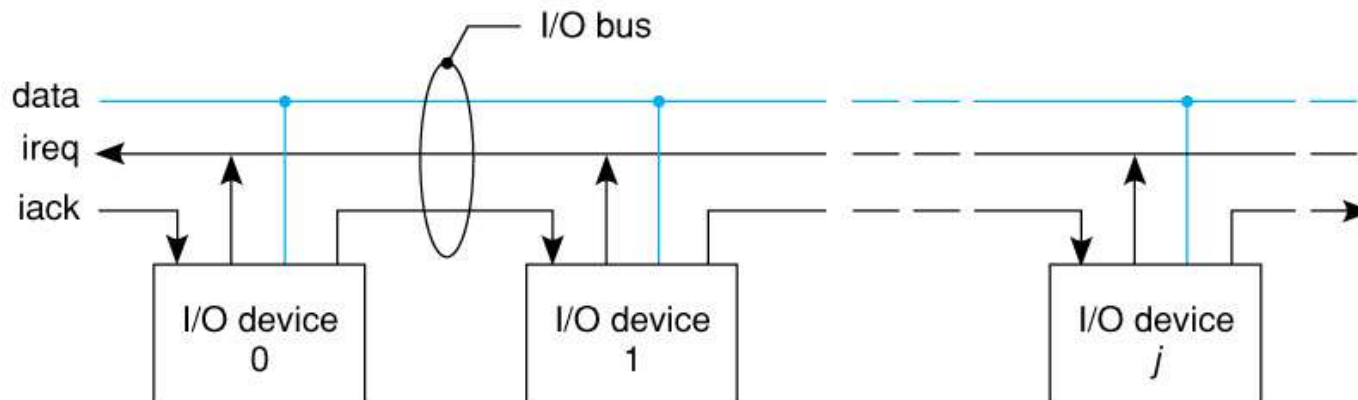 I/O bus
data
ireq
iack
I/O device
0
I/O device
1
I/O device
j